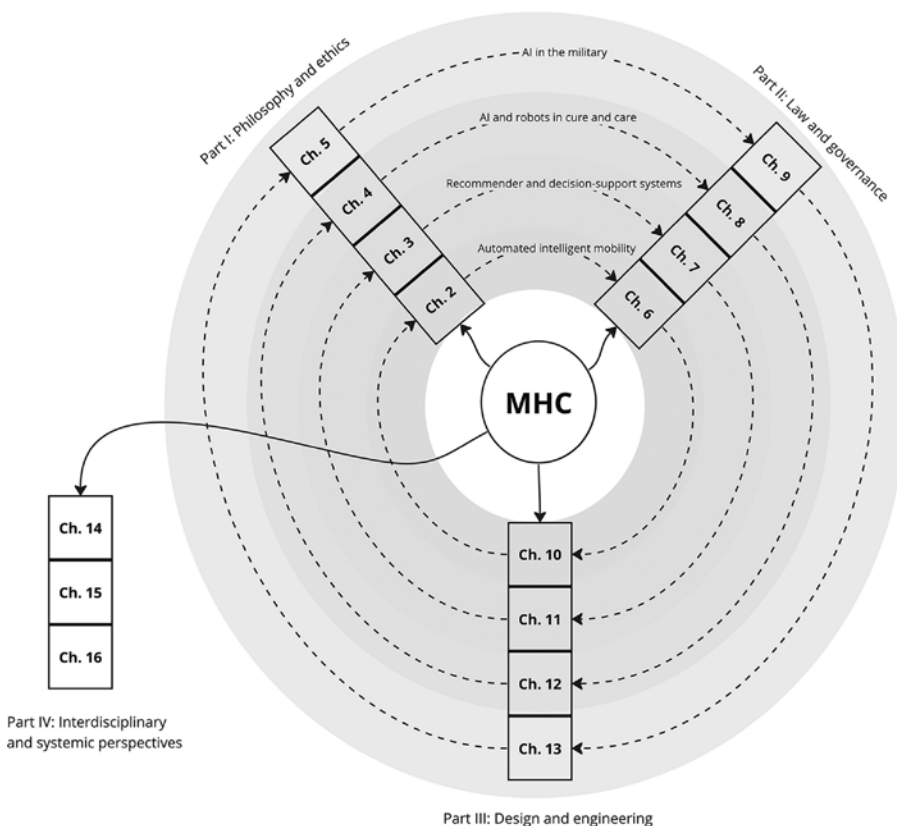 AI in the military
Part I: Philosophy and ethics
Part II: Law and governance
AI and robots in cure and care
Recommender and decision-support systems
Automated intelligent mobility
Ch. 5
Ch. 4
Ch. 3
Ch. 2
Ch. 9
Ch. 8
Ch. 7
Ch. 6
MHC
Ch. 10
Ch. 11
Ch. 12
Ch. 13
Part III: Design and engineering
Ch. 14
Ch. 15
Ch. 16
Part IV: Interdisciplinary
and systemic perspectives